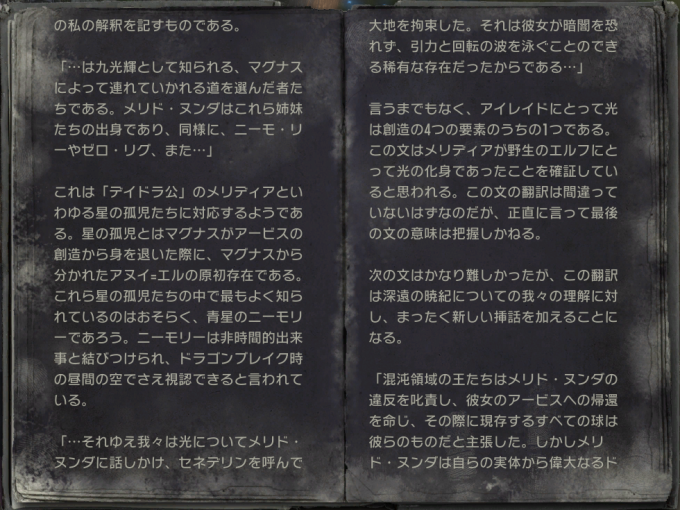 の私の解釈を記すものである。
「…は九光輝として知られる、マグナス
によって連れていかれる道を選んだ者た
ちである。メリド・ヌンダはこれら姉妹
たちの出身であり、同様に、ニーモ・リ
ーやゼロ・リグ、また…」
これは「デイドラ公」のメリディアとい
わゆる星の孤児たちに対応するようであ
る。星の孤児とはマグナスがアービスの
創造から身を退いた際に、マグナスから
分かれたアヌイ=エルの原初存在である。
これら星の孤児たちの中で最もよく知ら
れているのはおそらく、青星のニーモリ
ーであろう。ニーモリーは非時間的出来
事と結びつけられ、ドラゴンブレイク時
の昼間の空でさえ視認できると言われて
いる。
「…それゆえ我々は光についてメリド・
ヌンダに話しかけ、セネデリンを呼んで
大地を拘束した。それは彼女が暗闇を恐
れず、引力と回転の波を泳ぐことのでき
る稀有な存在だったからである…」
言うまでもなく、アイレイドにとって光
は創造の4つの要素のうちの1つである。
この文はメリディアが野生のエルフにと
って光の化身であったことを確証してい
ると思われる。この文の翻訳は間違って
いないはずなのだが、正直に言って最後
の文の意味は把握しかねる。
次の文はかなり難しかったが、この翻訳
は深遠の暁紀についての我々の理解に対
し、まったく新しい挿話を加えることに
なる。
「混沌領域の王たちはメリド・ヌンダの
違反を叱責し、彼女のアービスへの帰還
を命じ、その際に現存するすべての球は
彼らのものだと主張した。しかしメリ
ド・ヌンダは自らの実体から偉大なるド